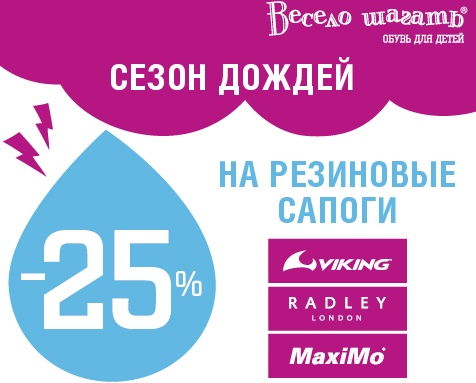 Весело шагать®
ОБУВЬ ДЛЯ ДЕТЕЙ
СЕЗОН ДОЖДЕЙ
-25%
НА РЕЗИНОВЫЕ
САПОГИ
VIKING
RADLEY
LONDON
MaxiMo®